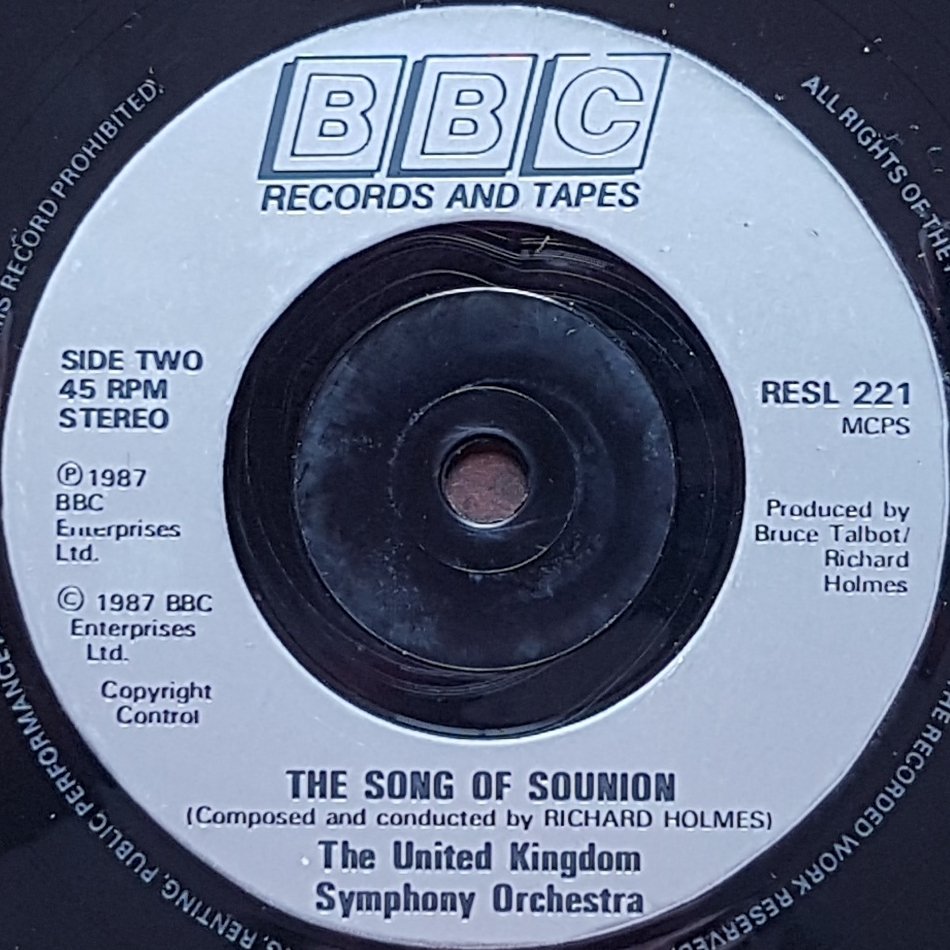 BBC
RECORDS AND TAPES
SIDE TWO
45 RPM
STEREO
℗ 1987
BBC
Enterprises
Ltd.
© 1987 BBC
Enterprises
Ltd.
Copyright
Control
RESL 221
MCPS
Produced by
Bruce Talbot/
Richard
Holmes
THE SONG OF SOUNION
(Composed and conducted by RICHARD HOLMES)
The United Kingdom
Symphony Orchestra
ALL RIGHTS OF THE
THE RECORDED WORK RESERVED
RENTING, PUBLIC PERFORMANCE
RECORD PROHIBITED.